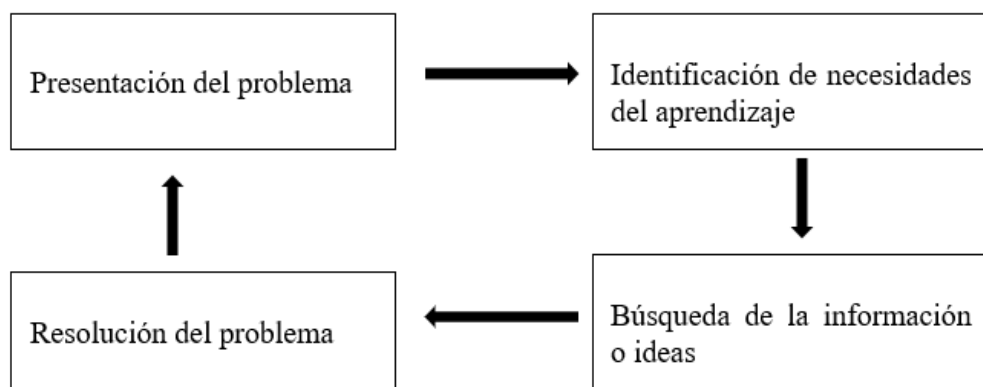 Presentación del problema
Identificación de necesidades
del aprendizaje
Resolución del problema
Búsqueda de la información
o ideas